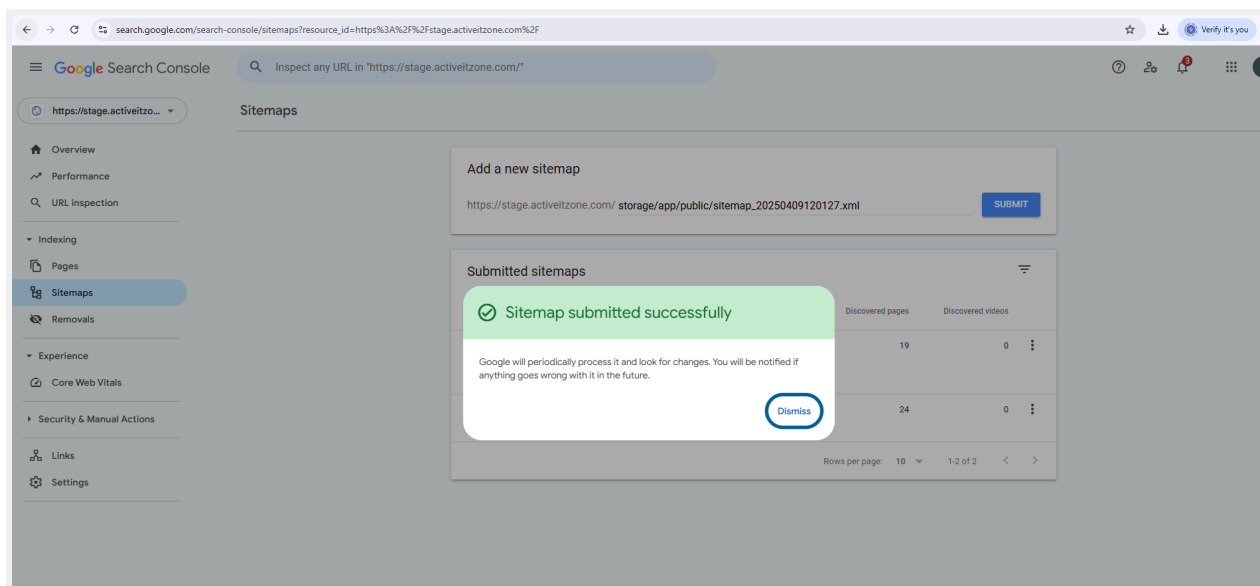 search.google.com/search-console/sitemaps?resource_id=https%3A%2F%2Fstage.activeitzone.com%2F
Verify it's you
Google Search Console
Inspect any URL in "https://stage.activeitzone.com/"
3
https://stage.activeitzo...
Sitemaps
Overview
Performance
URL inspection
Indexing
Pages
Sitemaps
Removals
Experience
Core Web Vitals
Security & Manual Actions
Links
Settings
Add a new sitemap
https://stage.activeitzone.com/ storage/app/public/sitemap_20250409120127.xml
SUBMIT
Submitted sitemaps
Discovered pages Discovered videos
19 0
24 0
Rows per page: 10 1-2 of 2
Sitemap submitted successfully
Google will periodically process it and look for changes. You will be notified if
anything goes wrong with it in the future.
Dismiss